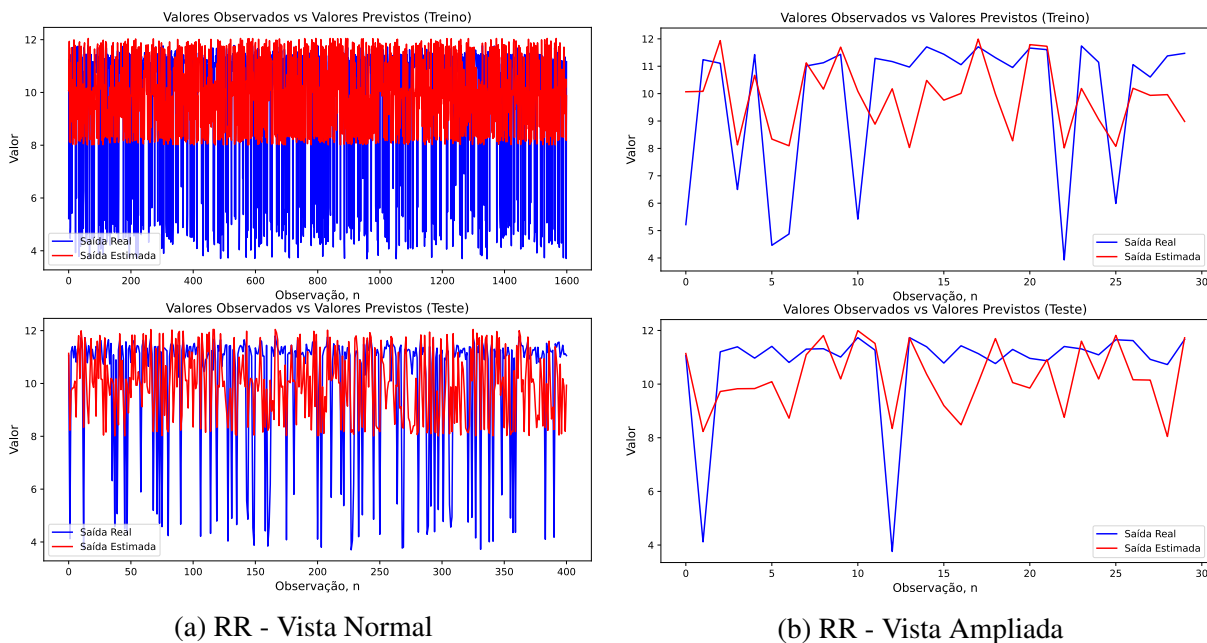 Valores Observados vs Valores Previstos (Treino)
Valor
12
10
8
6
4
Saída Real
Saída Estimada
0 200 400 600 800 1000 1200 1400 1600
Observação, n
Valores Observados vs Valores Previstos (Teste)
Valor
12
10
8
6
4
Saída Real
Saída Estimada
0 50 100 150 200 250 300 350 400
Observação, n
(a) RR - Vista Normal
Valores Observados vs Valores Previstos (Treino)
Valor
12
11
10
9
8
7
6
5
4
Saída Real
Saída Estimada
0 5 10 15 20 25 30
Observação, n
Valores Observados vs Valores Previstos (Teste)
Valor
12
10
8
6
4
Saída Real
Saída Estimada
0 5 10 15 20 25 30
Observação, n
(b) RR - Vista Ampliada